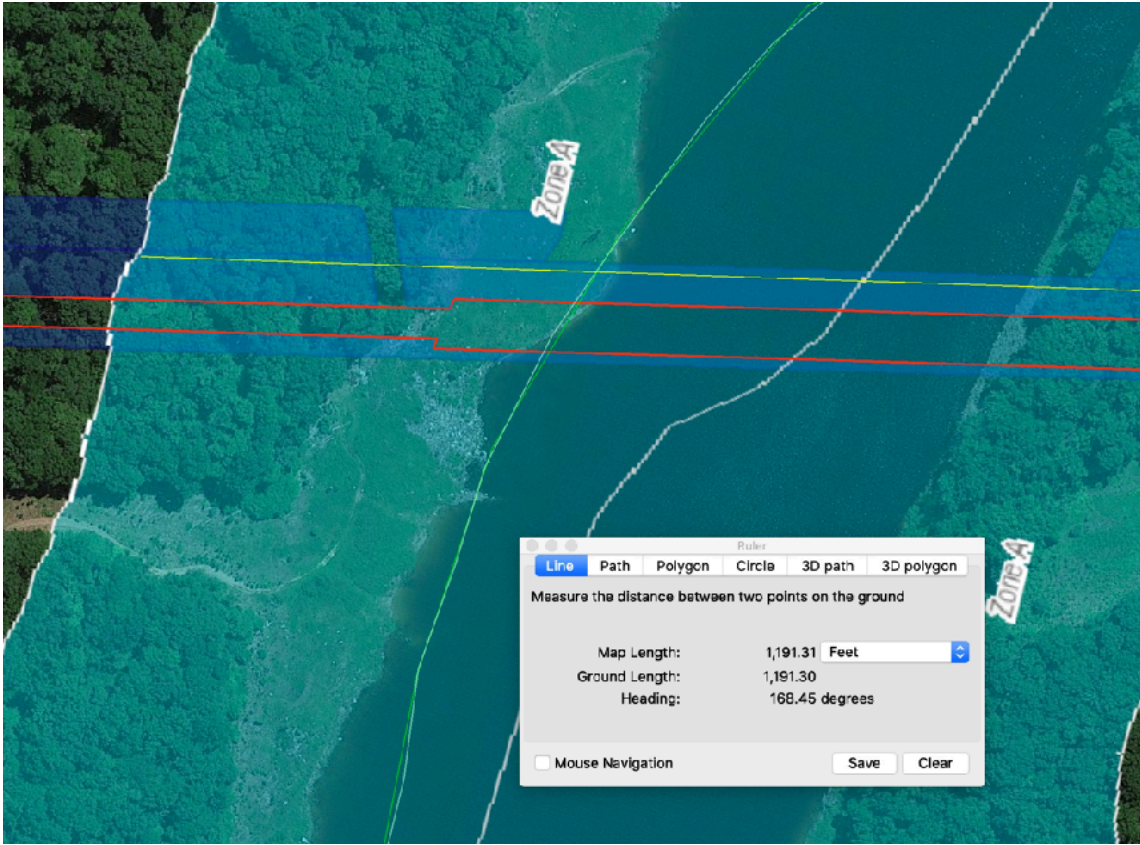 Zone A
Ruler
Line Path Polygon Circle 3D path 3D polygon
Measure the distance between two points on the ground
Zone A
Map Length: 1,191.31 Feet
Ground Length: 1,191.30
Heading: 168.45 degrees
Mouse Navigation Save Clear